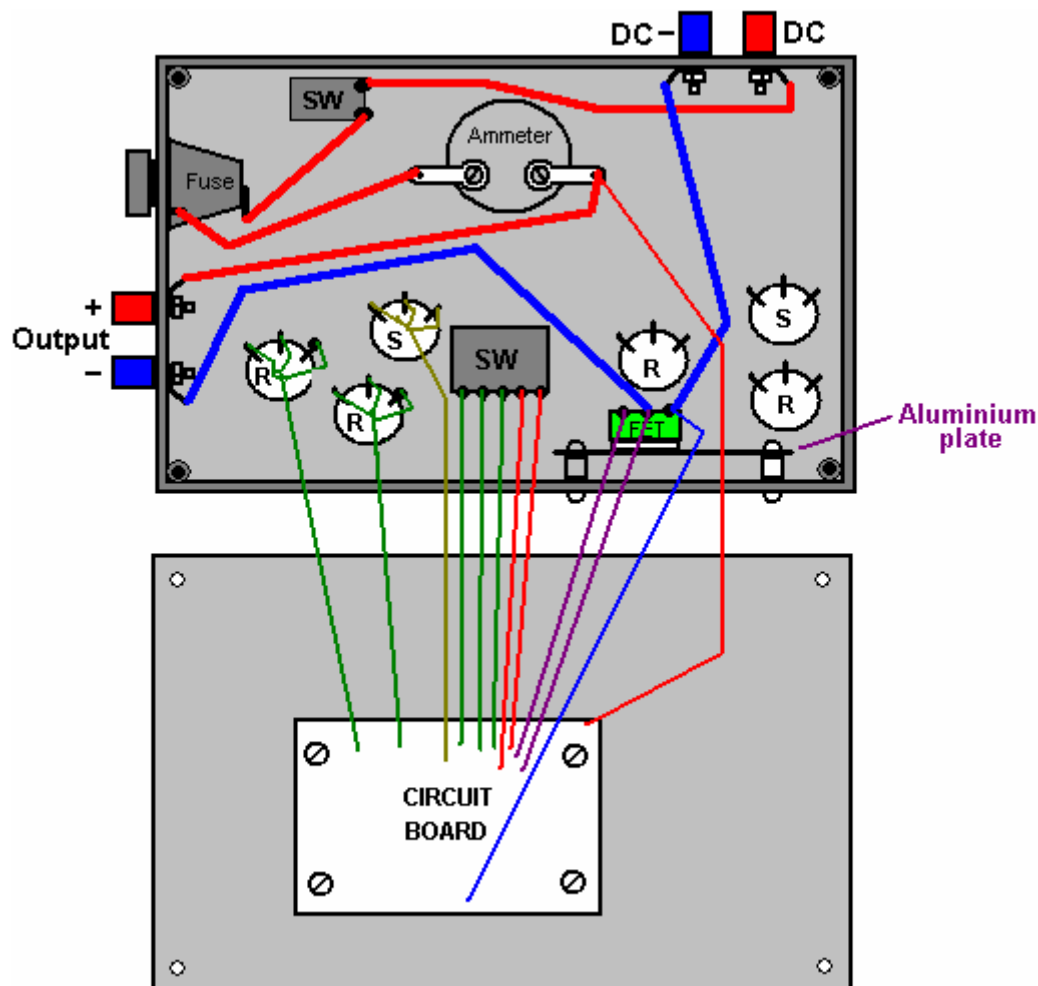 DC - DC
SW
Ammeter
Fuse
+
Output
-
S
SW
R
R
R
S
R
FET
Aluminium
plate
CIRCUIT
BOARD